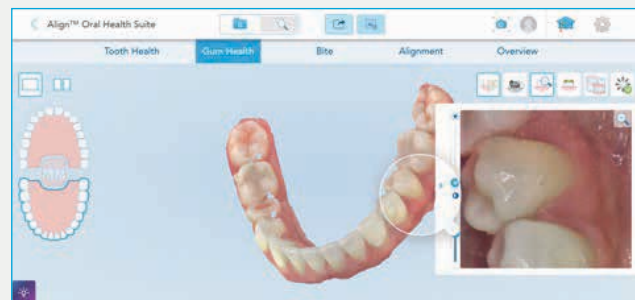 Align™ Oral Health Suite
Tooth Health Gum Health Bite Alignment Overview